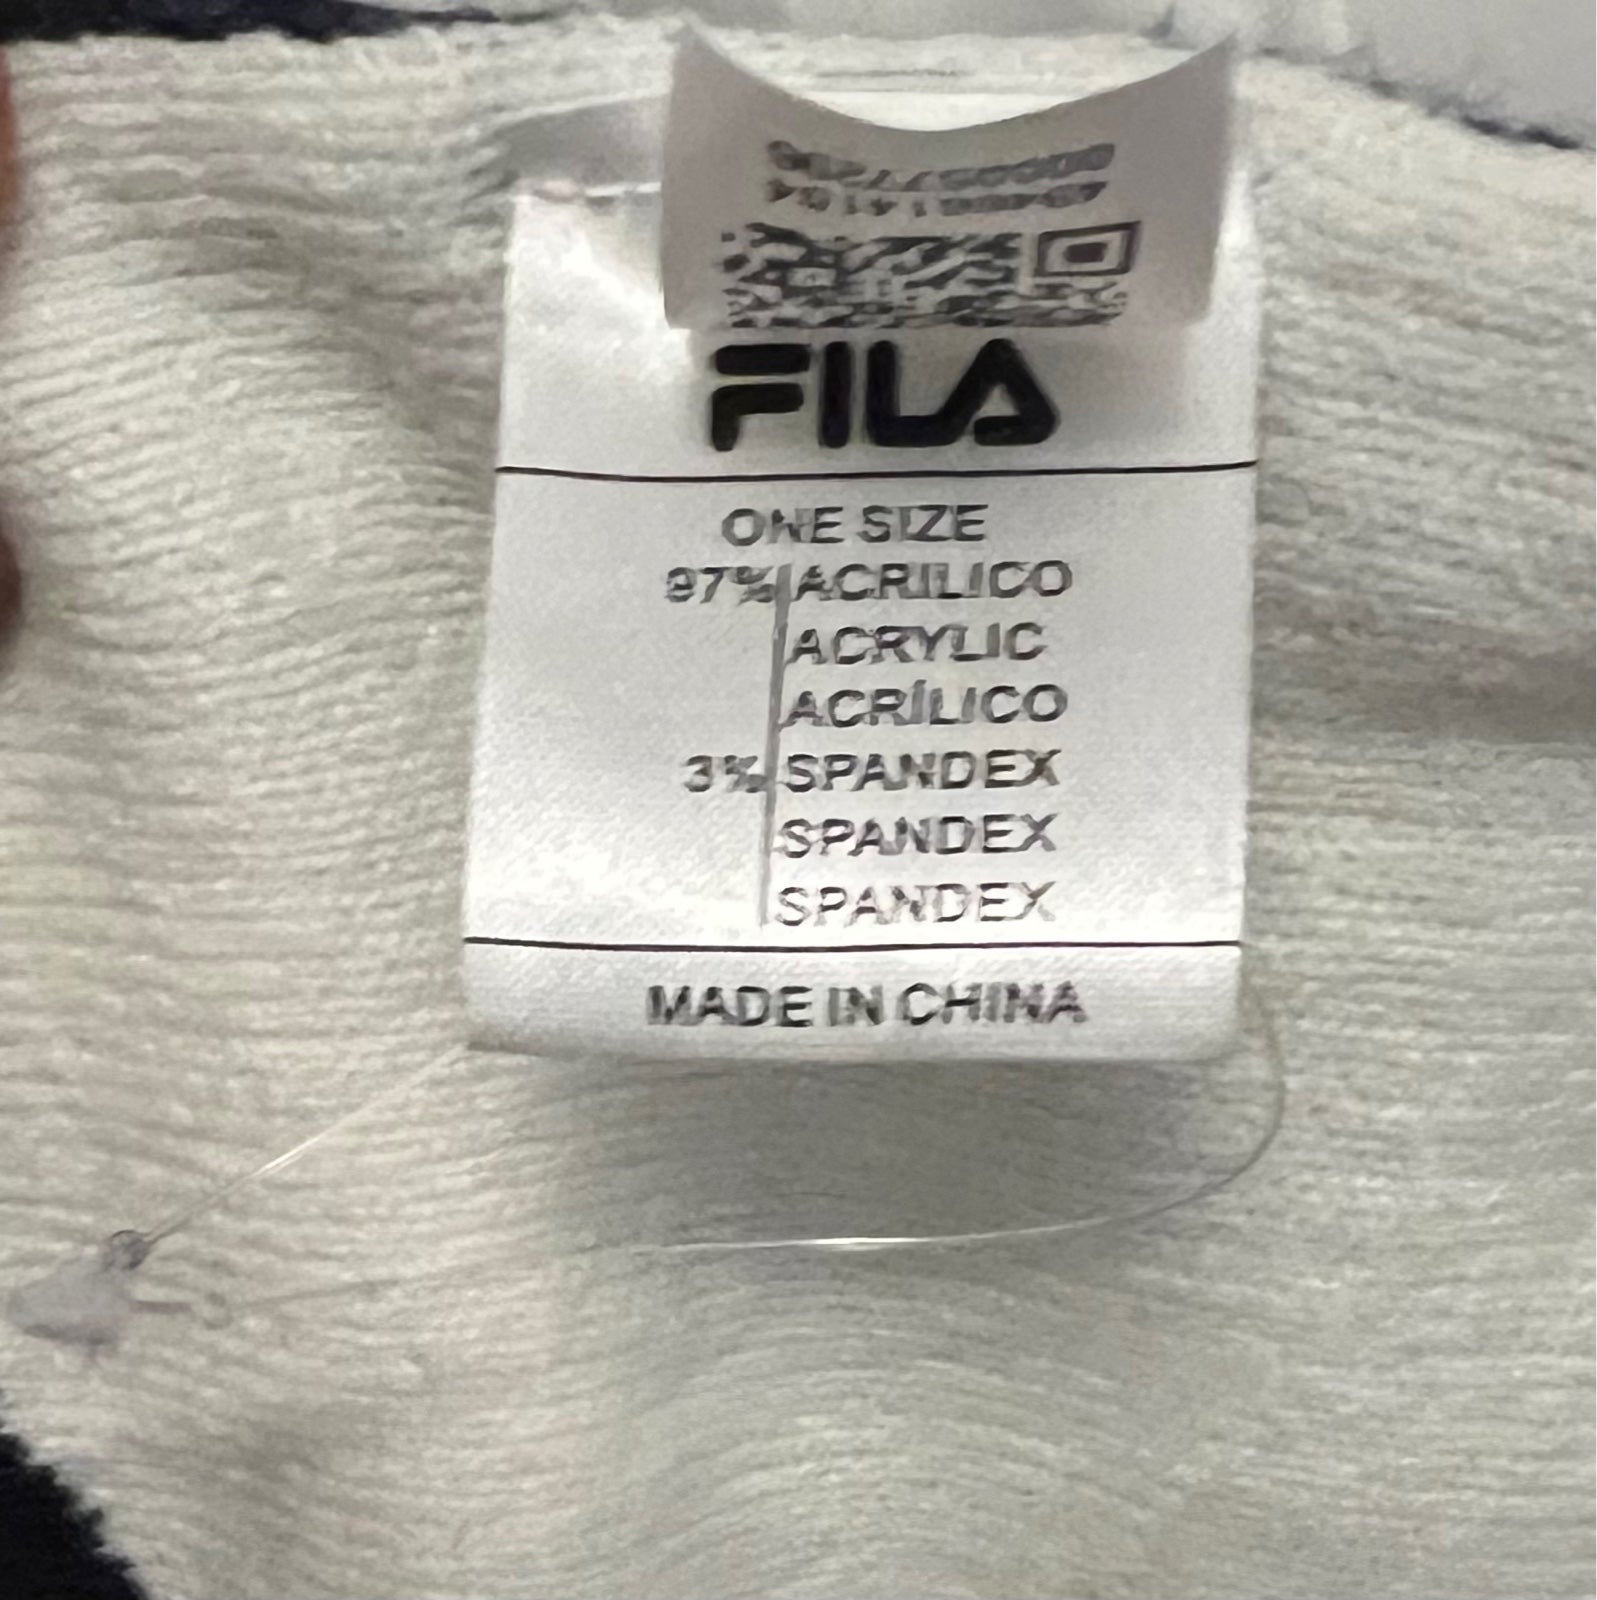 FILA
ONE SIZE
97% ACRILICO
ACRYLIC
ACRÍLICO
3% SPANDEX
SPANDEX
SPANDEX
MADE IN CHINA